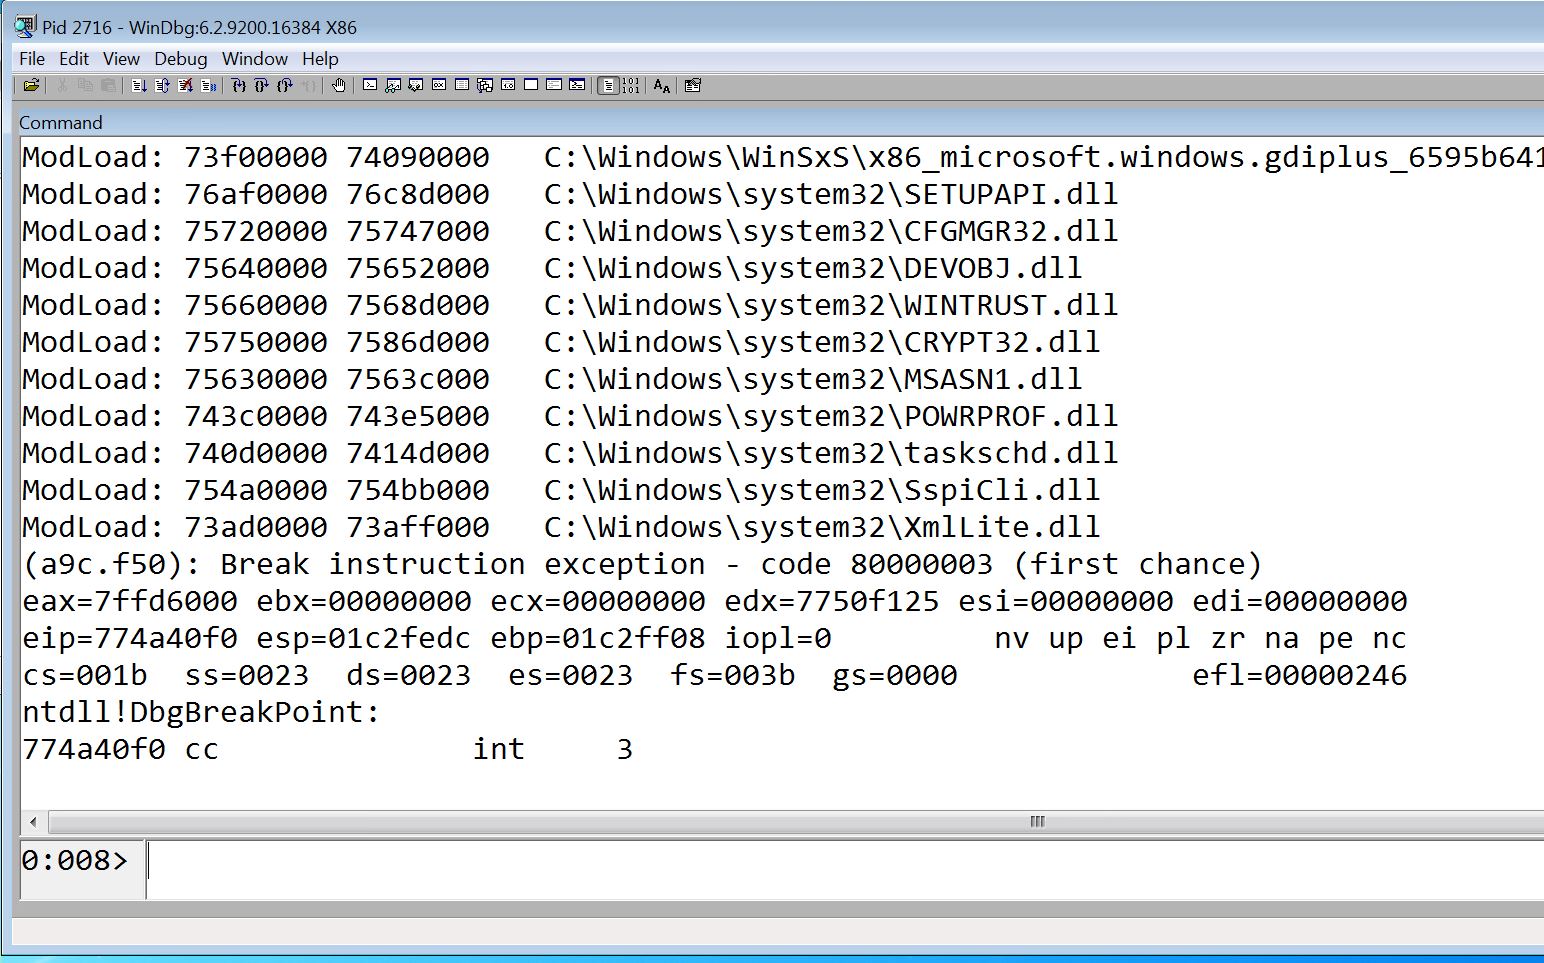 Pid 2716 - WinDbg:6.2.9200.16384 X86
File Edit View Debug Window Help
Command
ModLoad: 73f00000 74090000   C:\Windows\WinSxS\x86_microsoft.windows.gdiplus_6595b641
ModLoad: 76af0000 76c8d000   C:\Windows\system32\SETUPAPI.dll
ModLoad: 75720000 75747000   C:\Windows\system32\CFGMGR32.dll
ModLoad: 75640000 75652000   C:\Windows\system32\DEVOBJ.dll
ModLoad: 75660000 7568d000   C:\Windows\system32\WINTRUST.dll
ModLoad: 75750000 7586d000   C:\Windows\system32\CRYPT32.dll
ModLoad: 75630000 7563c000   C:\Windows\system32\MSASN1.dll
ModLoad: 743c0000 743e5000   C:\Windows\system32\POWRPROF.dll
ModLoad: 740d0000 7414d000   C:\Windows\system32\taskschd.dll
ModLoad: 754a0000 754bb000   C:\Windows\system32\SspiCli.dll
ModLoad: 73ad0000 73aff000   C:\Windows\system32\XmlLite.dll
(a9c.f50): Break instruction exception - code 80000003 (first chance)
eax=7ffd6000 ebx=00000000 ecx=00000000 edx=7750f125 esi=00000000 edi=00000000
eip=774a40f0 esp=01c2fedc ebp=01c2ff08 iopl=0         nv up ei pl zr na pe nc
cs=001b  ss=0023  ds=0023  es=0023  fs=003b  gs=0000             efl=00000246
ntdll!DbgBreakPoint:
774a40f0 cc              int     3
0:008>